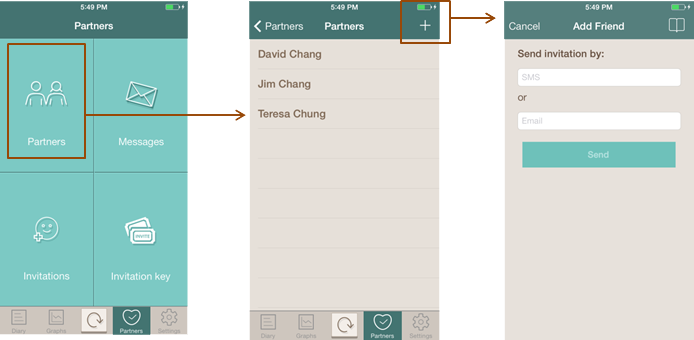 5:49 PM
Partners
Partners
Messages
Invitations
Invitation key
INVITE
Diary
Graphs
Partners
Settings
5:49 PM
Partners
Partners
+
David Chang
Jim Chang
Teresa Chung
Diary
Graphs
Partners
Settings
5:49 PM
Cancel
Add Friend
Send invitation by:
SMS
or
Email
Send